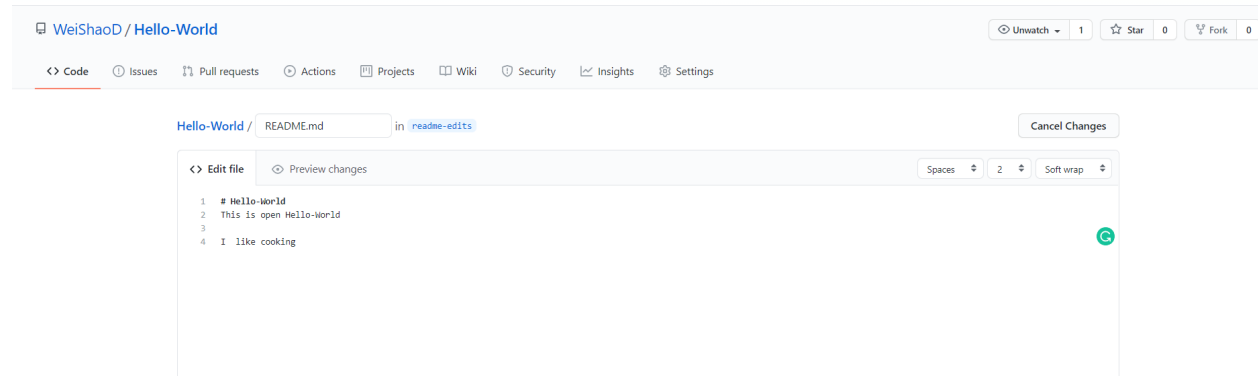 WeiShaoD / Hello-World
Unwatch 1 Star 0 Fork 0
Code Issues Pull requests Actions Projects Wiki Security Insights Settings
Hello-World / README.md in readme-edits Cancel Changes
<> Edit file Preview changes Spaces 2 Soft wrap
1 # Hello-World
2 This is open Hello-World
3
4 I  like cooking